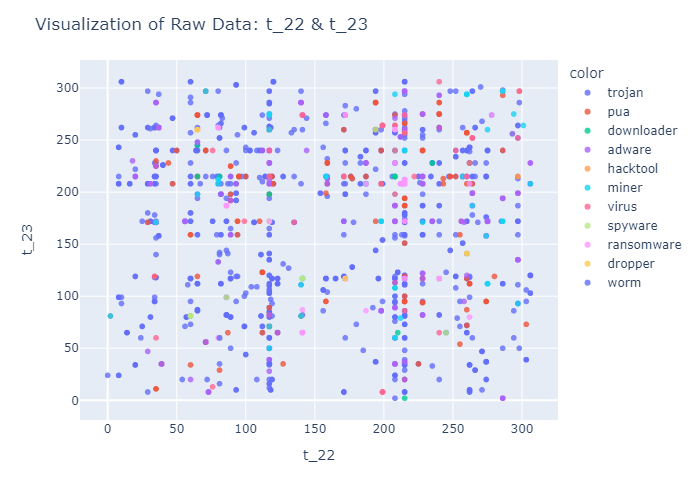 Visualization of Raw Data: t_22 & t_23
color
trojan
pua
downloader
adware
hacktool
miner
virus
spyware
ransomware
dropper
worm
t_23
300
250
200
150
100
50
0
0 50 100 150 200 250 300
t_22